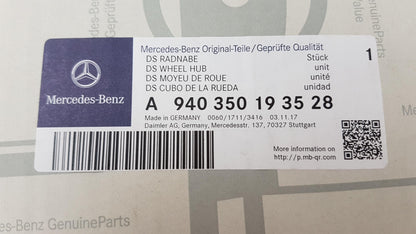 Mercedes-Benz Original-Teile/Geprüfte Qualität
DS RADNABE Stück 1
DS WHEEL HUB unit
DS MOYEU DE ROUE unité
DS CUBO DE LA RUEDA unidad
Mercedes-Benz
A 940 350 19 35 28
Made in GERMANY 0060/1711/3416 03.11.17
Daimler AG, Germany, Mercedesstr. 137, 70327 Stuttgart
More information on
http://p.mb-qr.com
GenuineParts
Value
-Benz GenuineParts